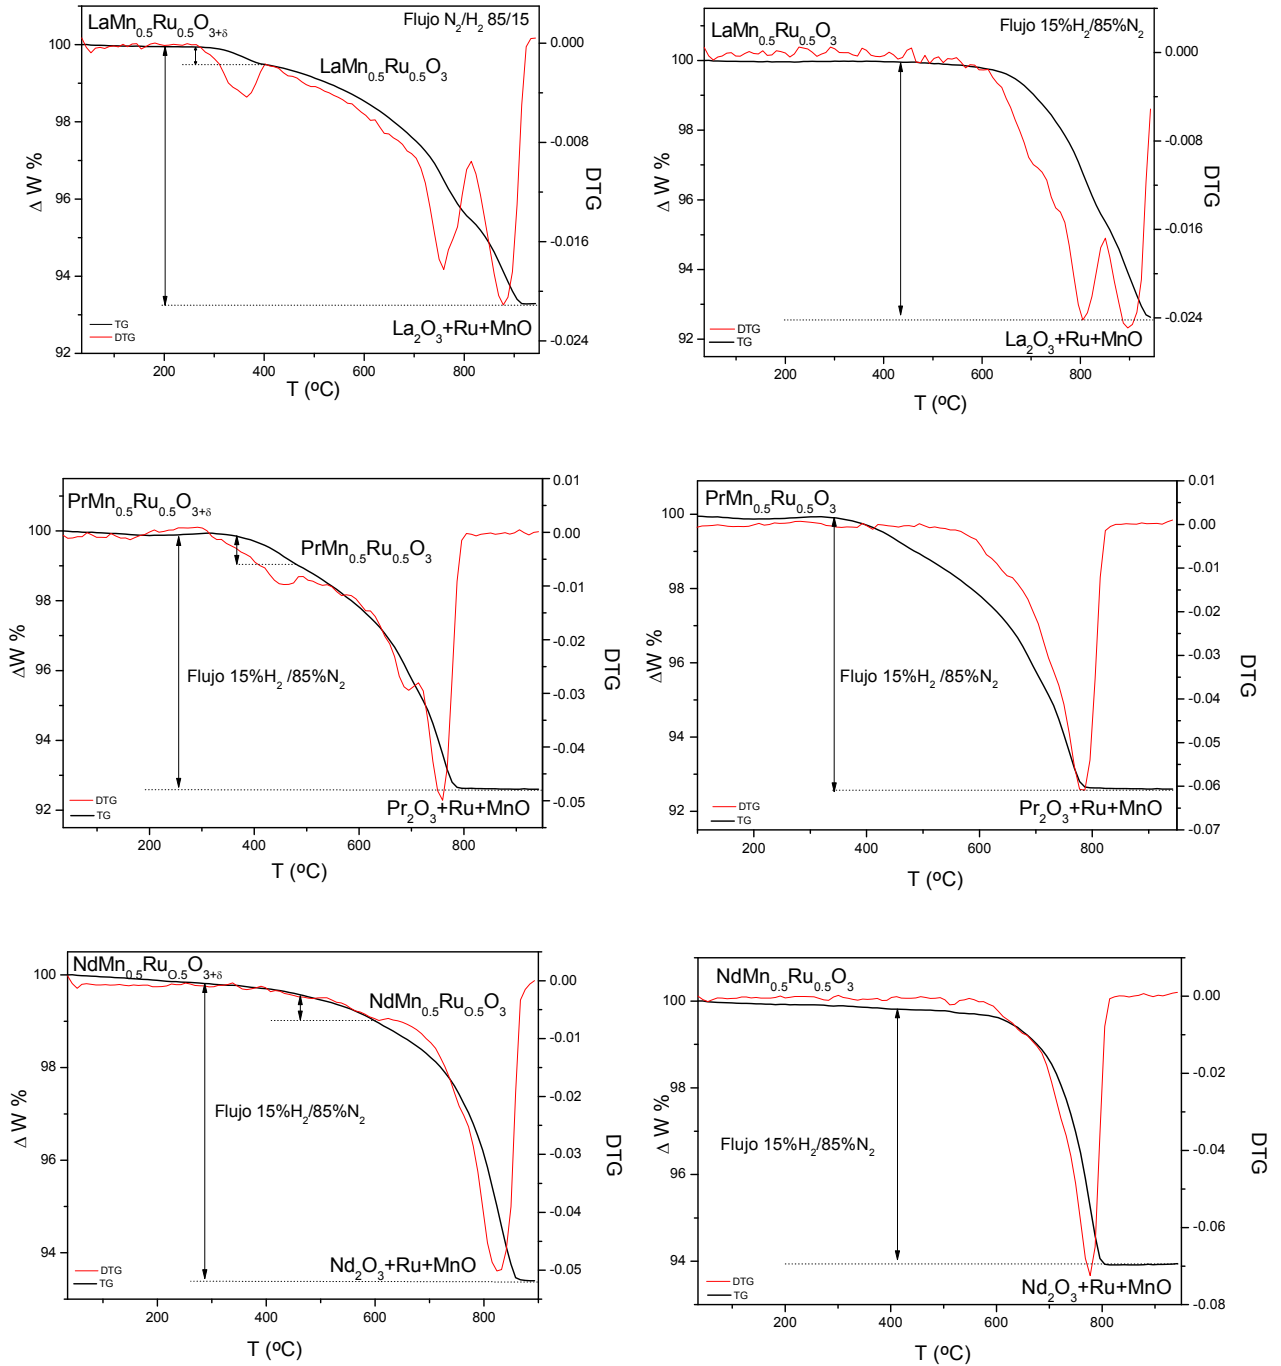 LaMn0.5Ru0.5O3+δ
Flujo N2/H2 85/15
LaMn0.5Ru0.5O3
La2O3+Ru+MnO
TG
DTG
100
98
96
94
92
Δ W %
0.000
-0.008
-0.016
-0.024
DTG
200 400 600 800
T (ºC)
LaMn0.5Ru0.5O3
Flujo 15%H2/85%N2
La2O3+Ru+MnO
DTG
TG
100
98
96
94
92
Δ W %
0.000
-0.008
-0.016
-0.024
DTG
200 400 600 800
T (ºC)
PrMn0.5Ru0.5O3+δ
PrMn0.5Ru0.5O3
Flujo 15%H2 /85%N2
Pr2O3+Ru+MnO
DTG
TG
100
98
96
94
92
ΔW %
0.01
0.00
-0.01
-0.02
-0.03
-0.04
-0.05
DTG
200 400 600 800
T (ºC)
PrMn0.5Ru0.5O3
Flujo 15%H2 /85%N2
Pr2O3+Ru+MnO
DTG
TG
100
98
96
94
92
ΔW %
0.01
0.00
-0.01
-0.02
-0.03
-0.04
-0.05
-0.06
-0.07
DTG
200 400 600 800
T (ºC)
NdMn0.5RuO.5O3+δ
NdMn0.5RuO.5O3
Flujo 15%H2/85%N2
Nd2O3+Ru+MnO
DTG
TG
100
98
96
94
Δ W %
0.00
-0.01
-0.02
-0.03
-0.04
-0.05
DTG
200 400 600 800
T (ºC)
NdMn0.5Ru0.5O3
Flujo 15%H2/85%N2
Nd2O3+Ru+MnO
DTG
TG
100
98
96
94
Δ W %
0.00
-0.02
-0.04
-0.06
-0.08
DTG
200 400 600 800
T (ºC)